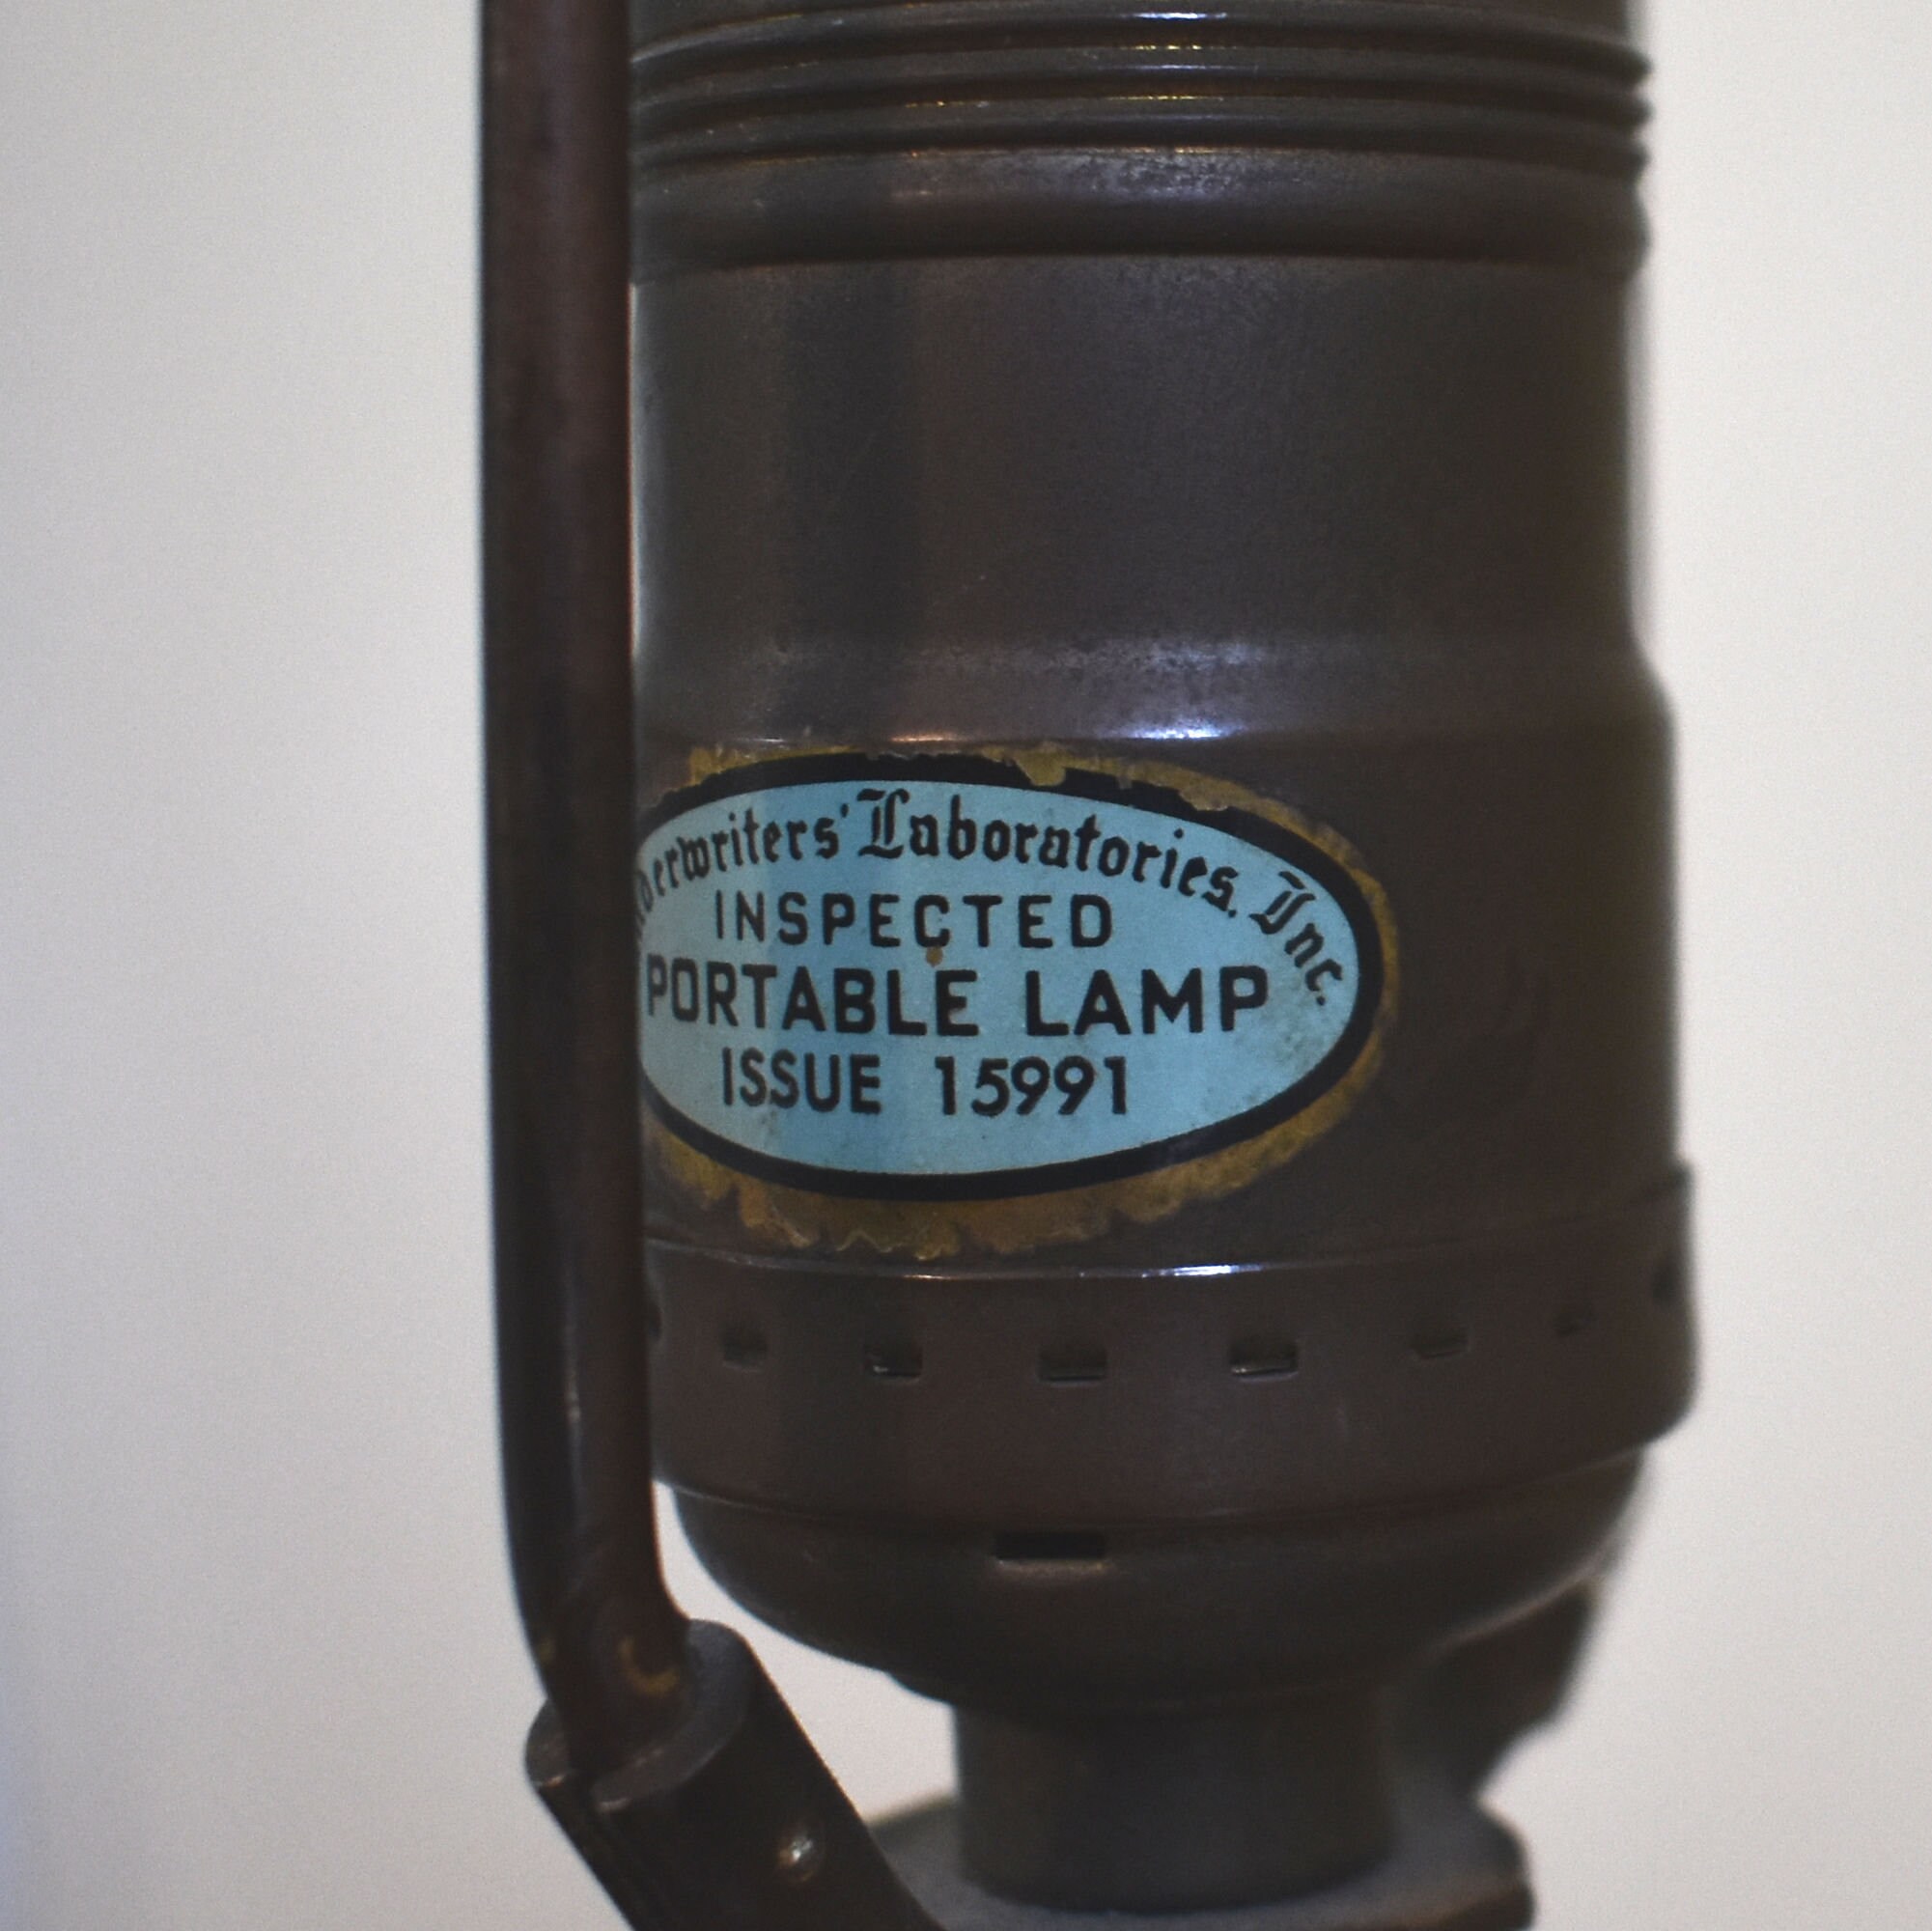 derwriters' Laboratories, Inc.
INSPECTED
PORTABLE LAMP
ISSUE 15991